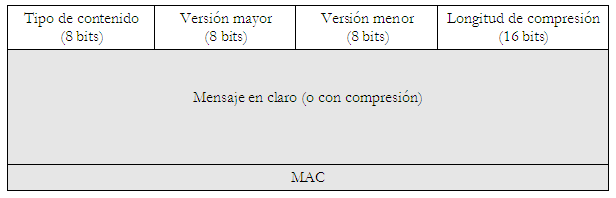 Tipo de contenido Versión mayor Versión menor Longitud de compresión
(8 bits) (8 bits) (8 bits) (16 bits)
Mensaje en claro (o con compresión)
MAC